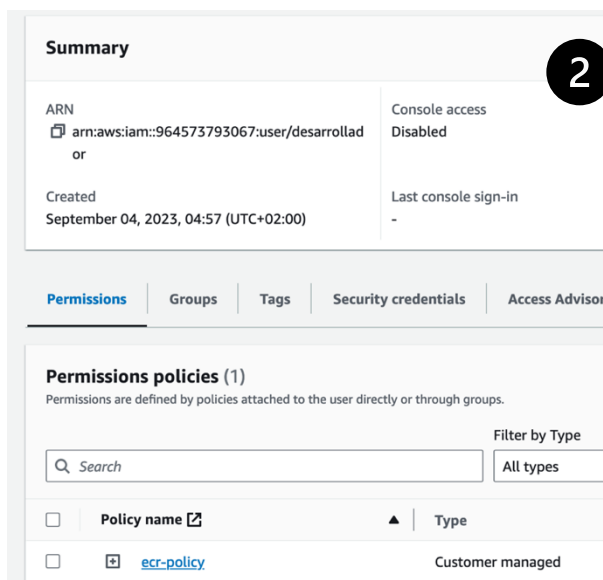 Summary
2
ARN
Console access
arn:aws:iam::964573793067:user/desarrollad
or
Disabled
Created
Last console sign-in
September 04, 2023, 04:57 (UTC+02:00)
-
Permissions
Groups
Tags
Security credentials
Access Advisor
Permissions policies (1)
Permissions are defined by policies attached to the user directly or through groups.
Filter by Type
Search
All types
Policy name
Type
ecr-policy
Customer managed